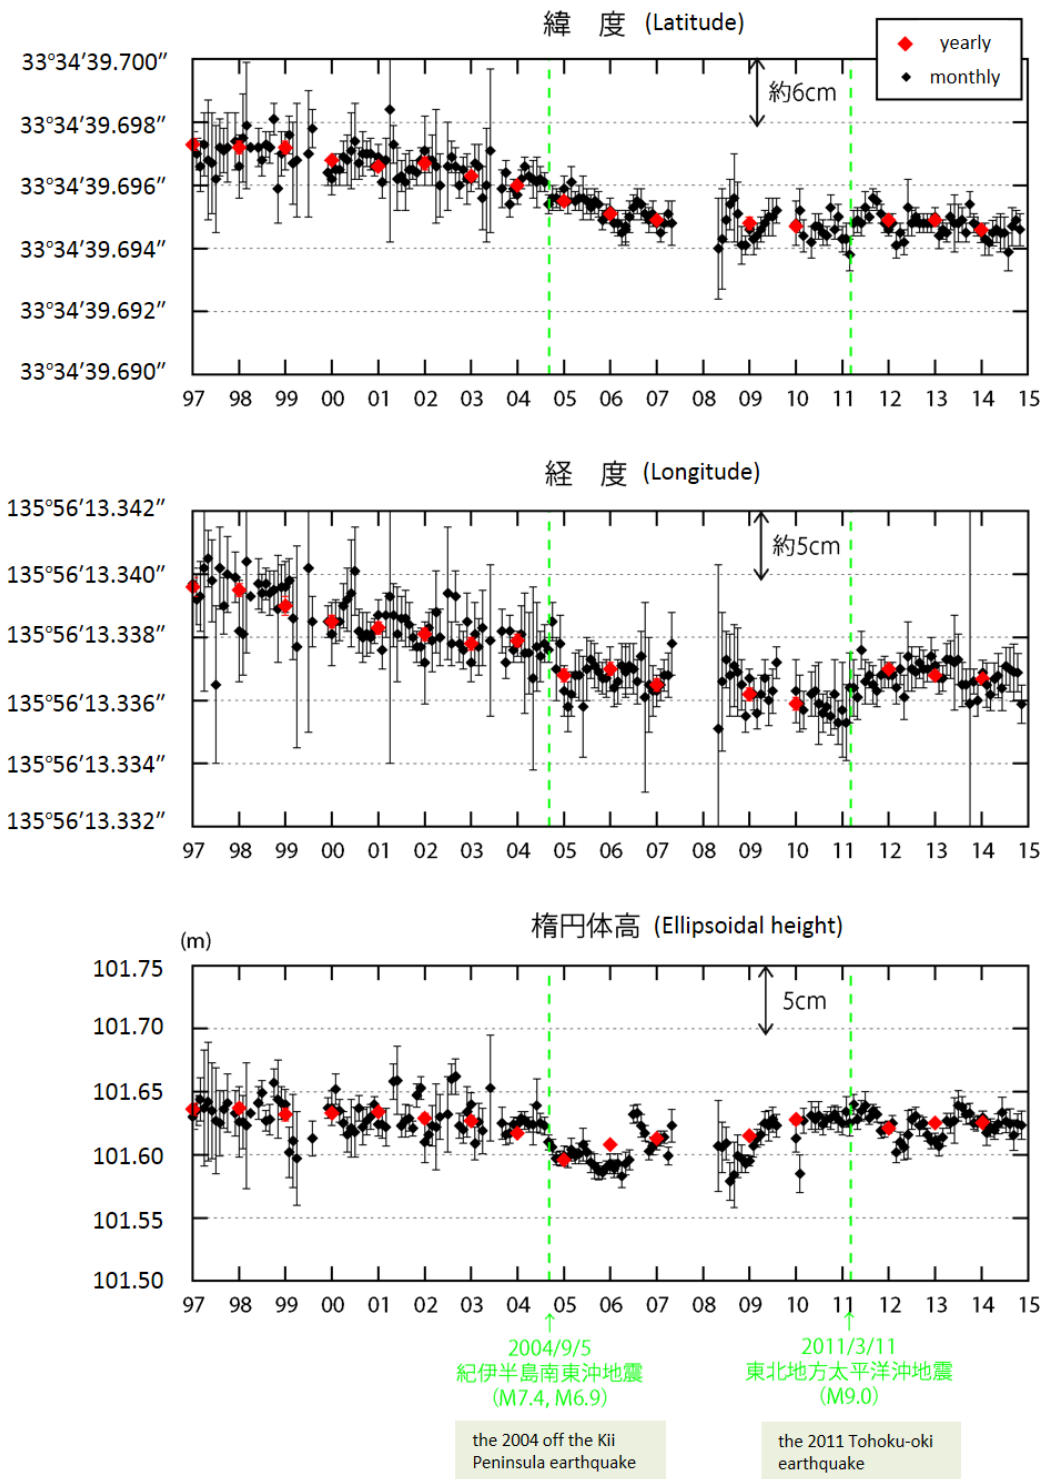 緯 度 (Latitude)
yearly
monthly
33°34′39.700″
33°34′39.698″
33°34′39.696″
33°34′39.694″
33°34′39.692″
33°34′39.690″
約6cm
97 98 99 00 01 02 03 04 05 06 07 08 09 10 11 12 13 14 15
経 度 (Longitude)
135°56′13.342″
135°56′13.340″
135°56′13.338″
135°56′13.336″
135°56′13.334″
135°56′13.332″
約5cm
97 98 99 00 01 02 03 04 05 06 07 08 09 10 11 12 13 14 15
楕円体高 (Ellipsoidal height)
(m)
101.75
101.70
101.65
101.60
101.55
101.50
5cm
97 98 99 00 01 02 03 04 05 06 07 08 09 10 11 12 13 14 15
2004/9/5
紀伊半島南東沖地震
(M7.4, M6.9)
2011/3/11
東北地方太平洋沖地震
(M9.0)
the 2004 off the Kii
Peninsula earthquake
the 2011 Tohoku-oki
earthquake